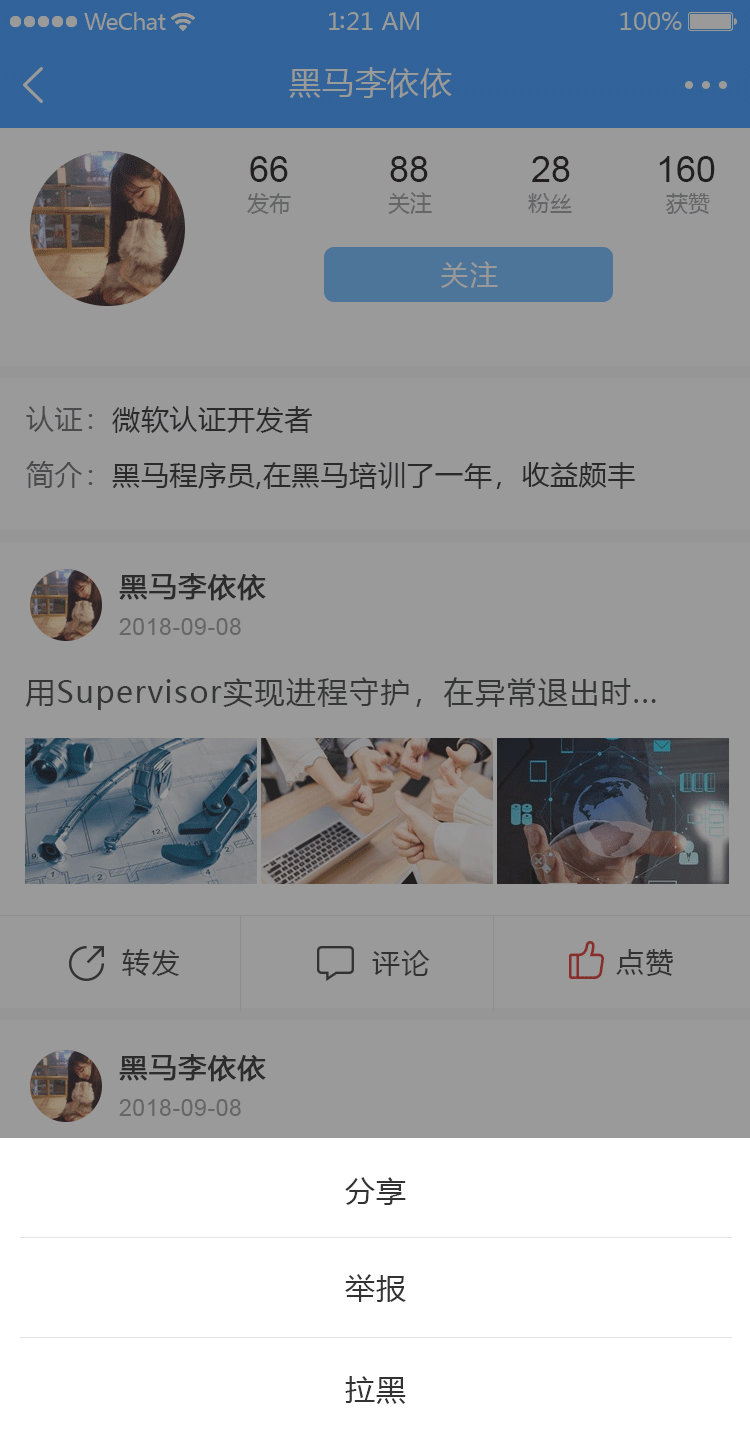 WeChat 1:21 AM 100%
黑马李依依
66 88 28 160
发布 关注 粉丝 获赞
关注
认证：微软认证开发者
简介：黑马程序员,在黑马培训了一年，收益颇丰
黑马李依依
2018-09-08
用Supervisor实现进程守护，在异常退出时...
转发 评论 点赞
黑马李依依
2018-09-08
分享
举报
拉黑